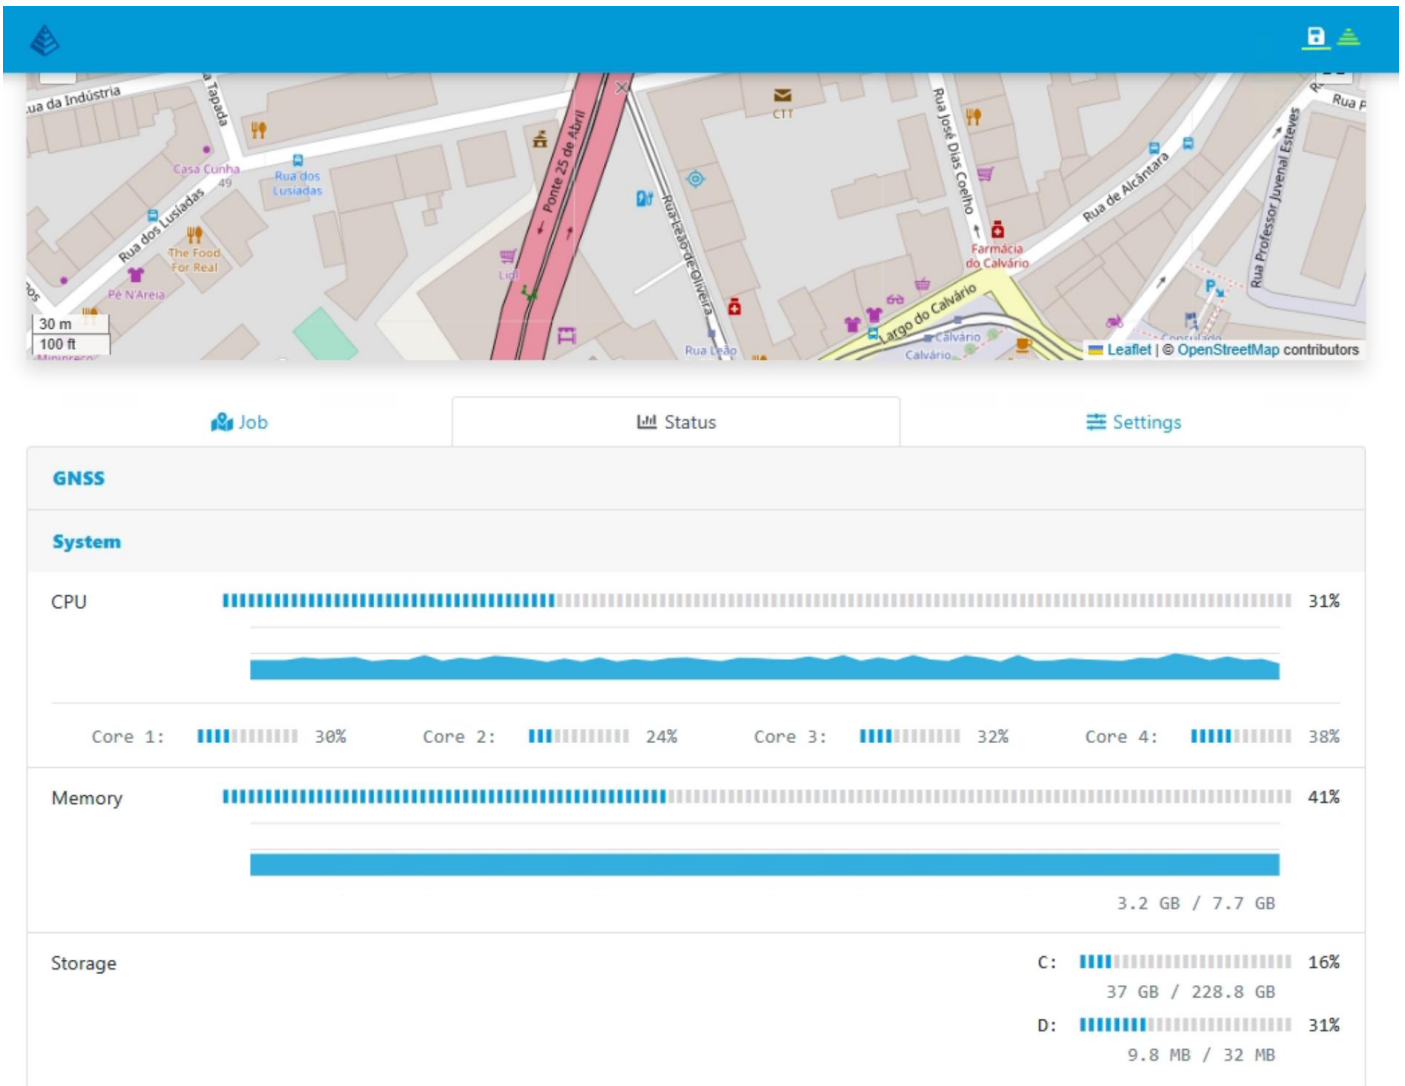 ua da Indústria
a Tapada
Casa Cunha
49
Rua dos
Lusíadas
Rua dos Lusíadas
The Food
For Real
Pé N'Areia
os
30 m
100 ft
Minipreço
Ponte 25 de Abril
Lidl
CTT
Rua Leão de Oliveira
Rua Leão
Rua José Dias Coelho
Farmácia
do Calvário
Largo do Calvário
Calvário
Calvário
Rua de Alcântara
Rua Professor Juvenal Esteves
Rua P
P
Consulado
Leaflet | © OpenStreetMap contributors
Job
Status
Settings
GNSS
System
CPU 31%
Core 1: 30% Core 2: 24% Core 3: 32% Core 4: 38%
Memory 41%
3.2 GB / 7.7 GB
Storage C: 16%
37 GB / 228.8 GB
D: 31%
9.8 MB / 32 MB